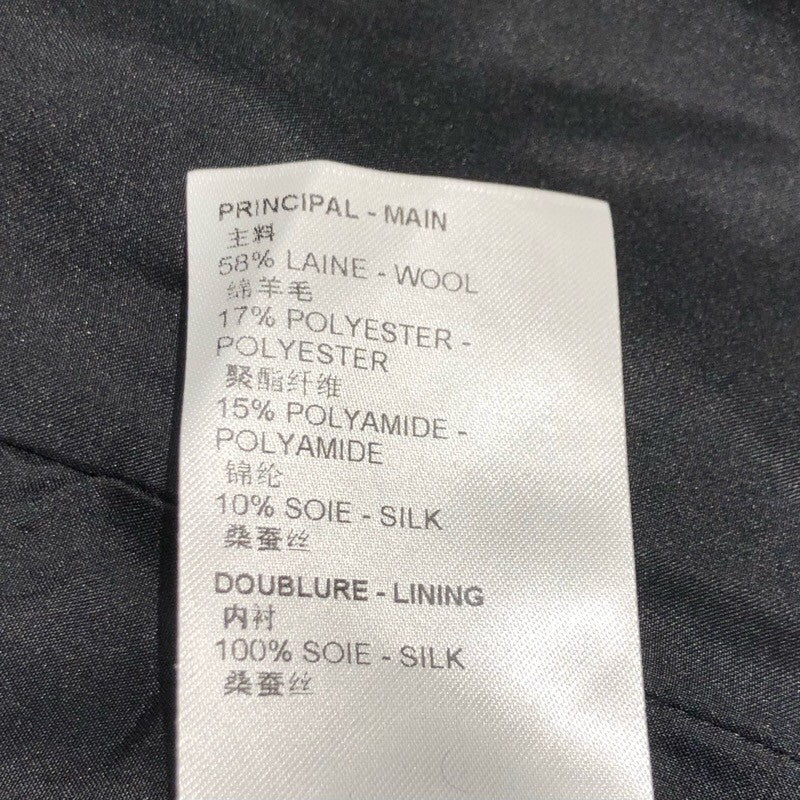 PRINCIPAL - MAIN
主料
58% LAINE - WOOL
绵羊毛
17% POLYESTER -
POLYESTER
聚酯纤维
15% POLYAMIDE -
POLYAMIDE
锦纶
10% SOIE - SILK
桑蚕丝
DOUBLURE - LINING
内衬
100% SOIE - SILK
桑蚕丝